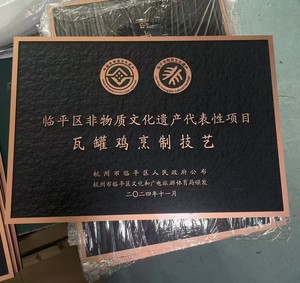 临平区非物质文化遗产代表性项目
瓦罐鸡烹制技艺
杭州市临平区人民政府公布
杭州市临平区文化和广电旅游体育局颁发
二〇二四年十一月